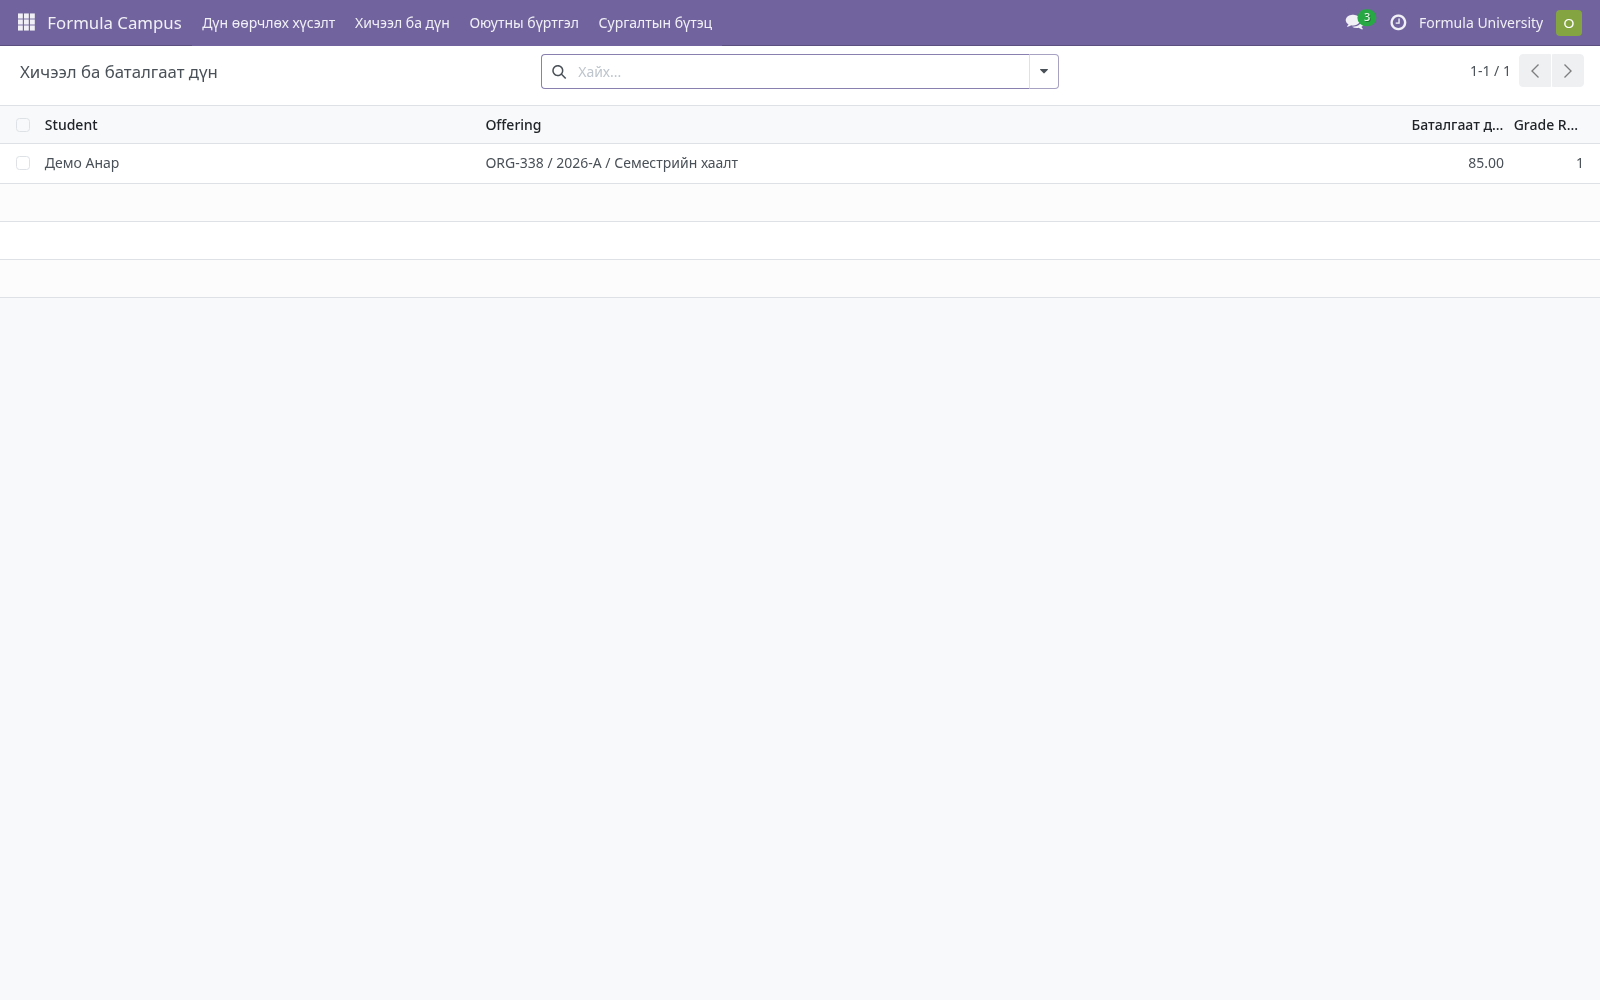 Formula Campus Дүн өөрчлөх хүсэлт Хичээл ба дүн Оюутны бүртгэл Сургалтын бүтэц 3 Formula University O
Хичээл ба баталгаат дүн Хайх... 1-1 / 1
Student Offering Баталгаат д... Grade R...
Демо Анар ORG-338 / 2026-A / Семестрийн хаалт 85.00 1